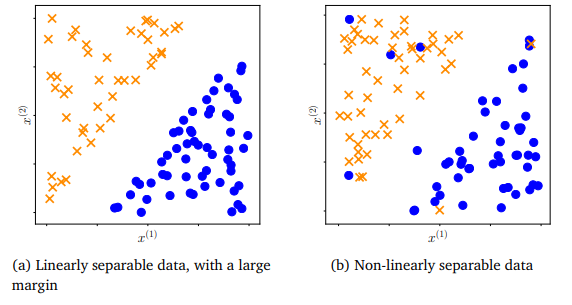 x(2)
x(1)
(a) Linearly separable data, with a large
margin
x(2)
x(1)
(b) Non-linearly separable data